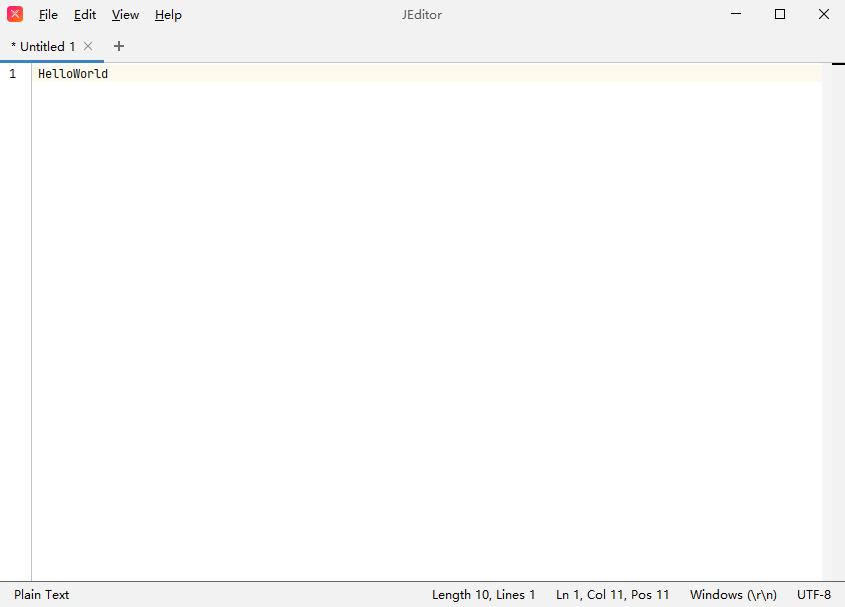 File Edit View Help JEditor
* Untitled 1
1 HelloWorld
Plain Text Length 10, Lines 1 Ln 1, Col 11, Pos 11 Windows (\r\n) UTF-8